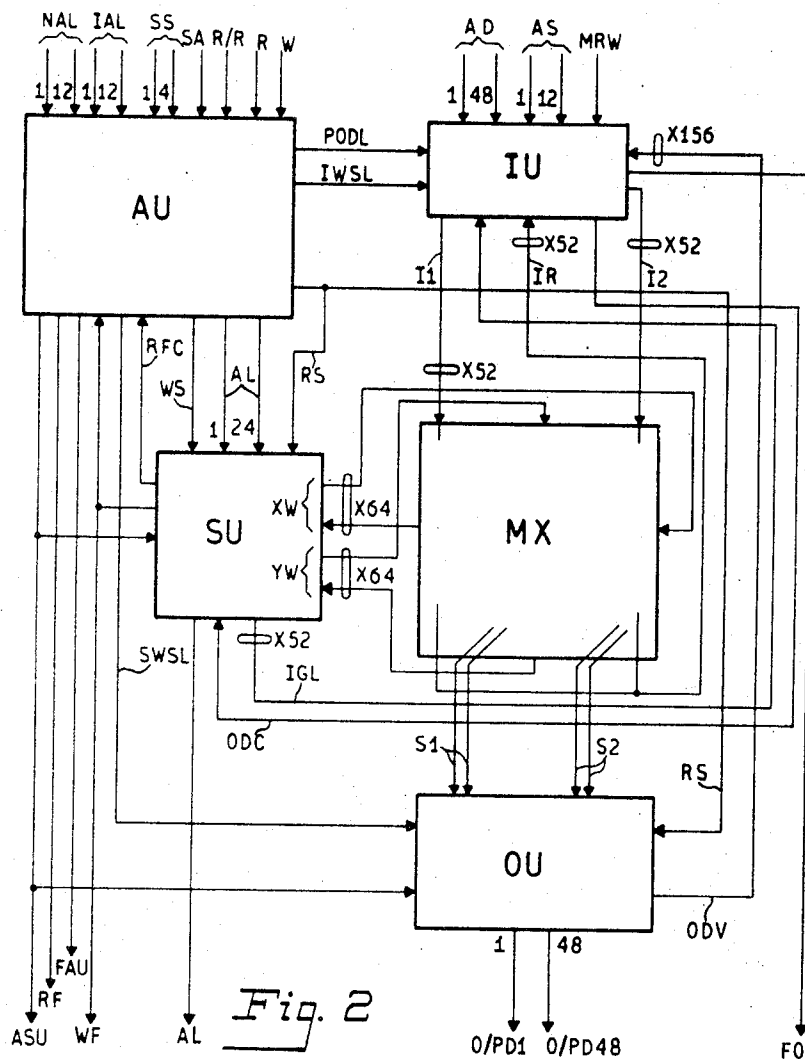 NAL IAL SS SA R/R R W
AD AS MRW
1 12 1 12 1 4
1 48 1 12
X156
PODL
IWSL
AU
IU
X52 X52
I1 IR I2
RFC
WS
AL
RS
X52
1 24
XW
X64
SU
MX
YW
X64
X52
SWSL
IGL
ODC
S1 S2
RS
OU
ODV
1 48
FAU
RF
ASU WF AL
Fig. 2
O/PD1 O/PD48
FO